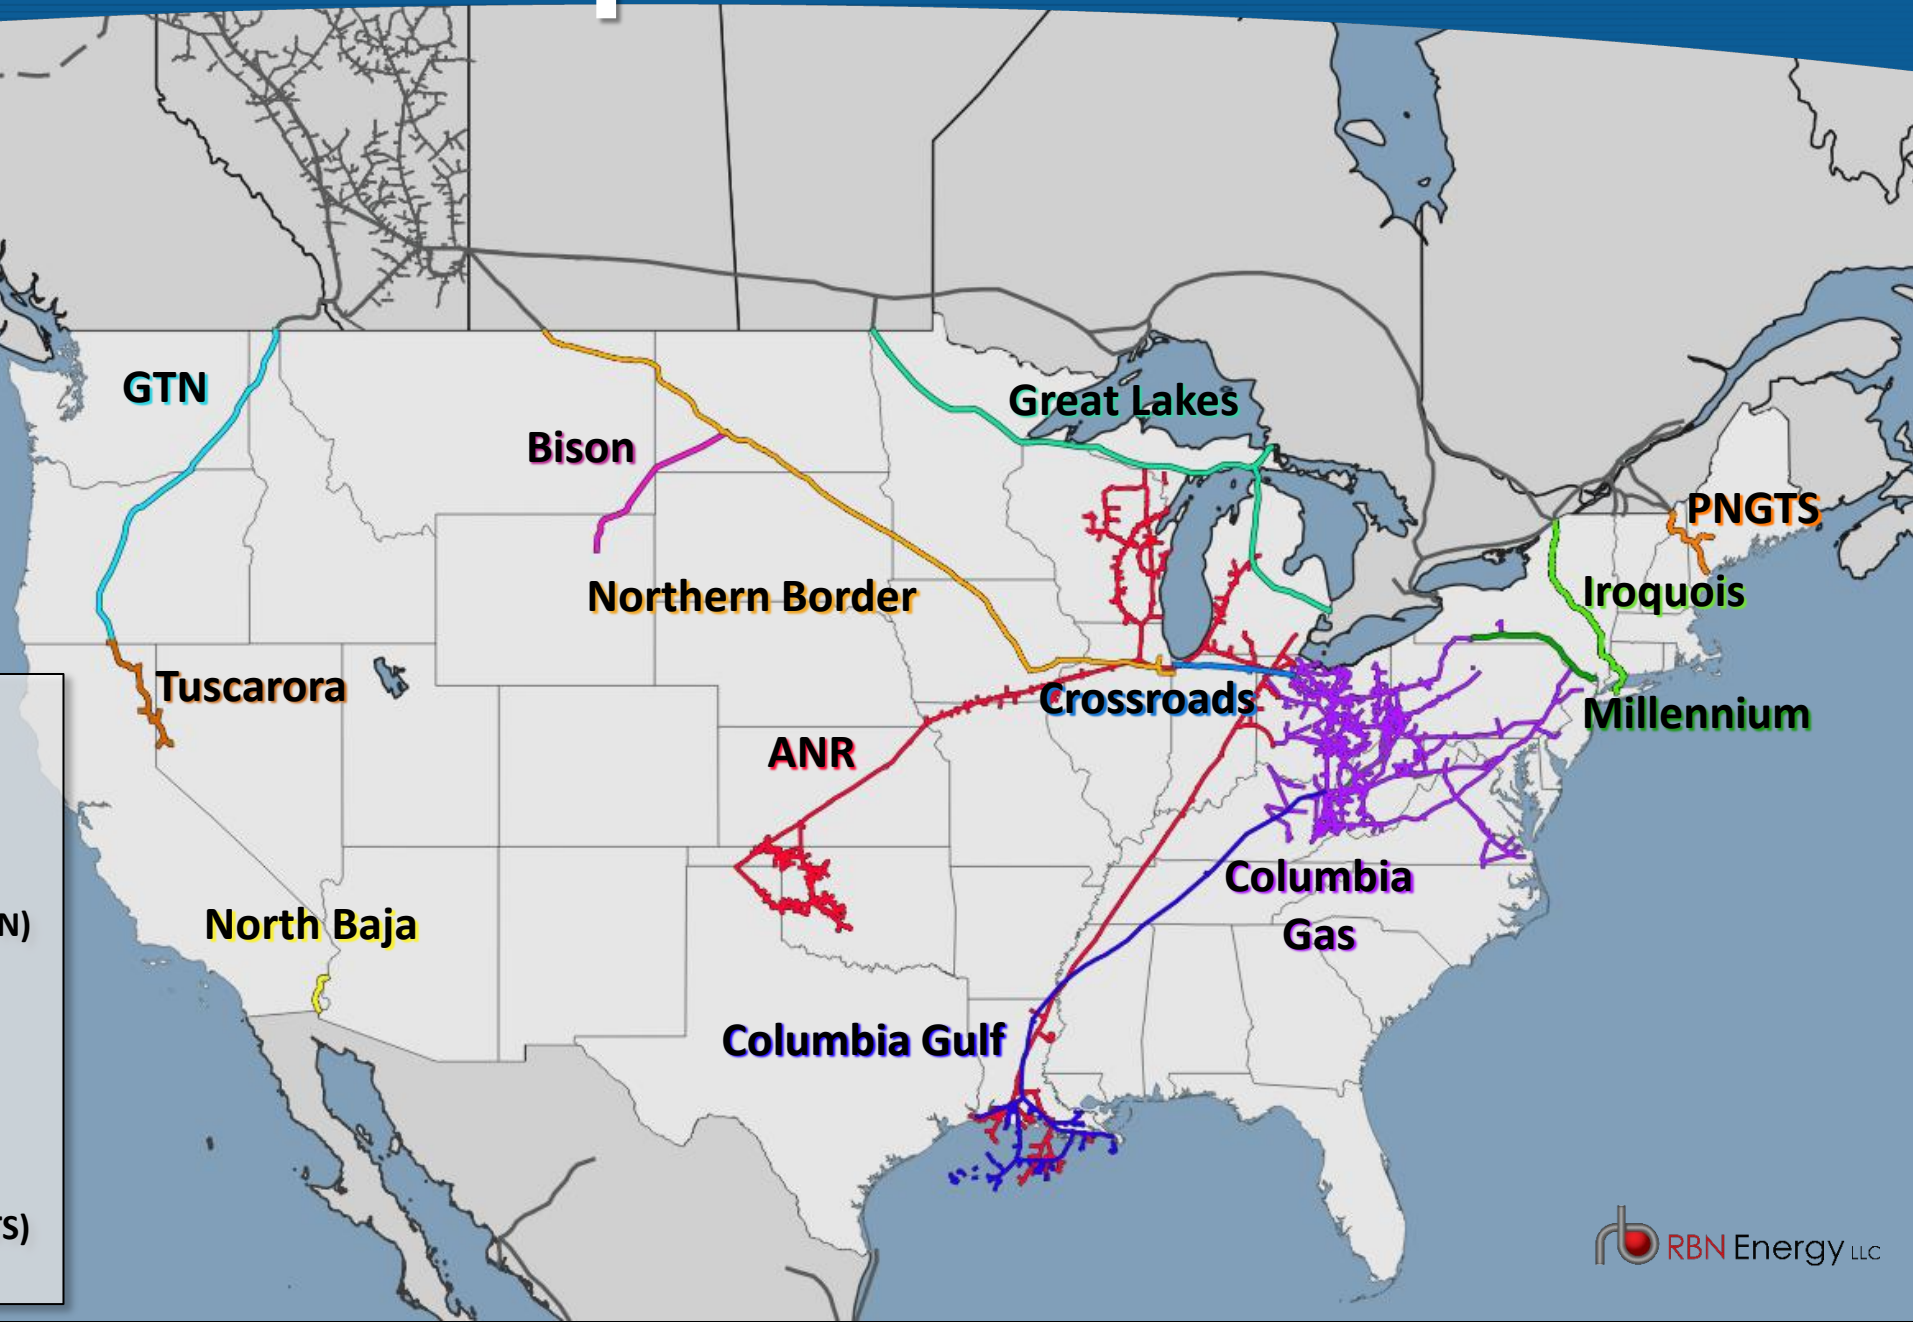 GTN
Great Lakes
Bison
PNGTS
Northern Border
Iroquois
Tuscarora
Crossroads
Millennium
ANR
Columbia
Gas
North Baja
N)
Columbia Gulf
TS)
RBN Energy LLC